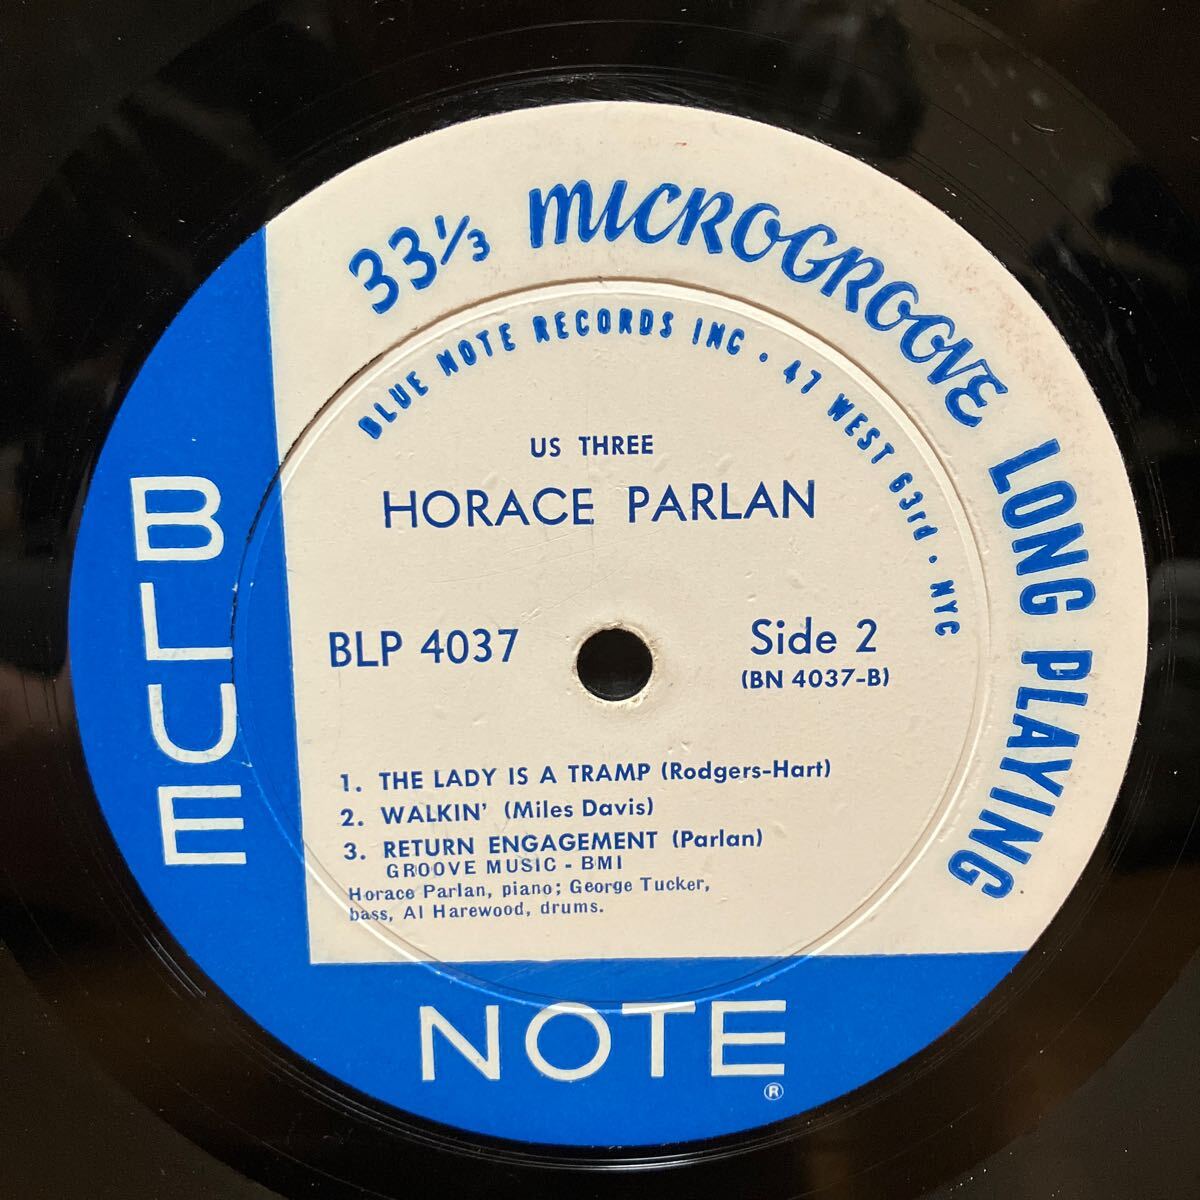 33⅓ MICROGROOVE LONG PLAYING
BLUE NOTE RECORDS INC • 47 WEST 63rd • NYC
US THREE
HORACE PARLAN
BLP 4037
Side 2
(BN 4037-B)
1. THE LADY IS A TRAMP (Rodgers-Hart)
2. WALKIN' (Miles Davis)
3. RETURN ENGAGEMENT (Parlan)
GROOVE MUSIC - BMI
Horace Parlan, piano; George Tucker,
bass, Al Harewood, drums.
BLUE
NOTE
®